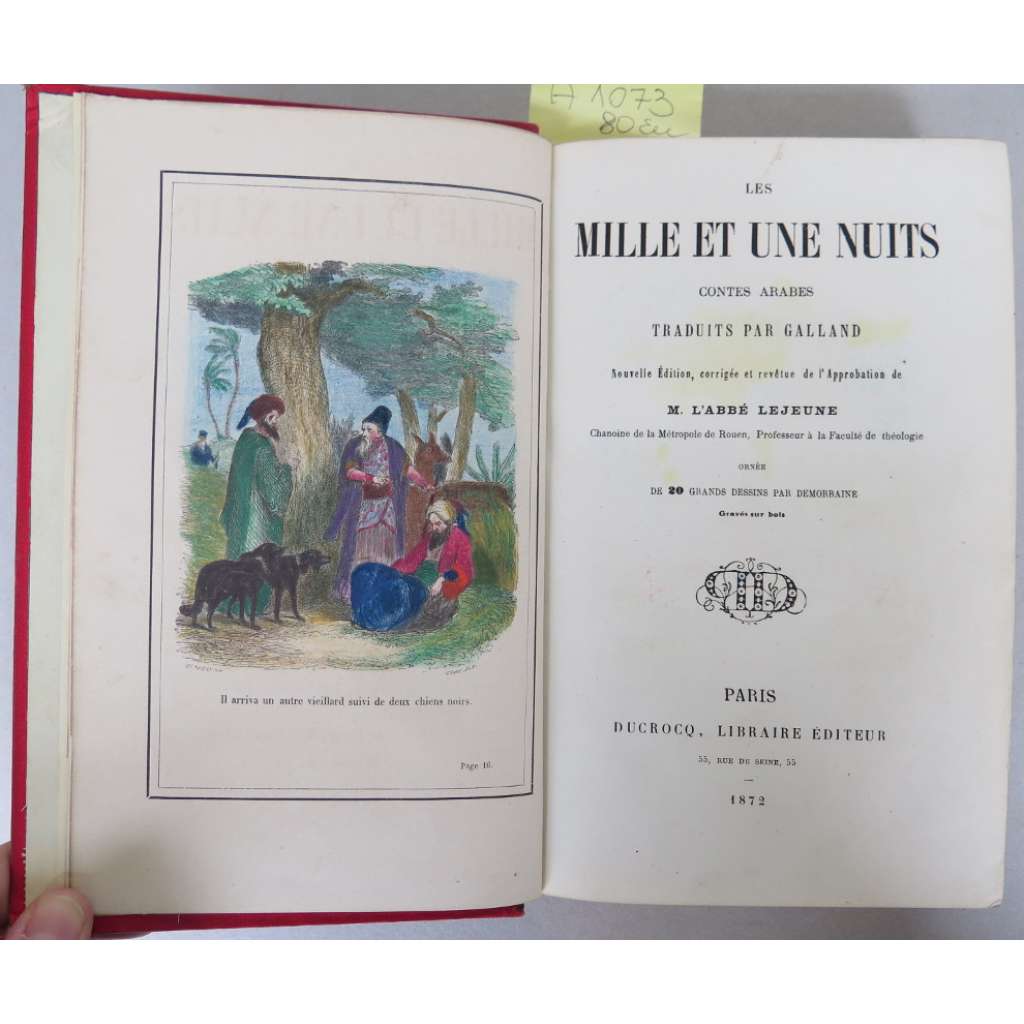 A 1073
80 Eu
Il arriva un autre vieillard suivi de deux chiens noirs.
Page 16.
LES
MILLE ET UNE NUITS
CONTES ARABES
TRADUITS PAR GALLAND
Nouvelle Édition, corrigée et revêtue de l'Approbation de
M. L'ABBÉ LEJEUNE
Chanoine de la Métropole de Rouen, Professeur à la Faculté de théologie
ORNÉE
DE 20 GRANDS DESSINS PAR DEMORAINE
Gravés sur bois
PARIS
DUCROCQ, LIBRAIRE ÉDITEUR
55, RUE DE SEINE, 55
1872